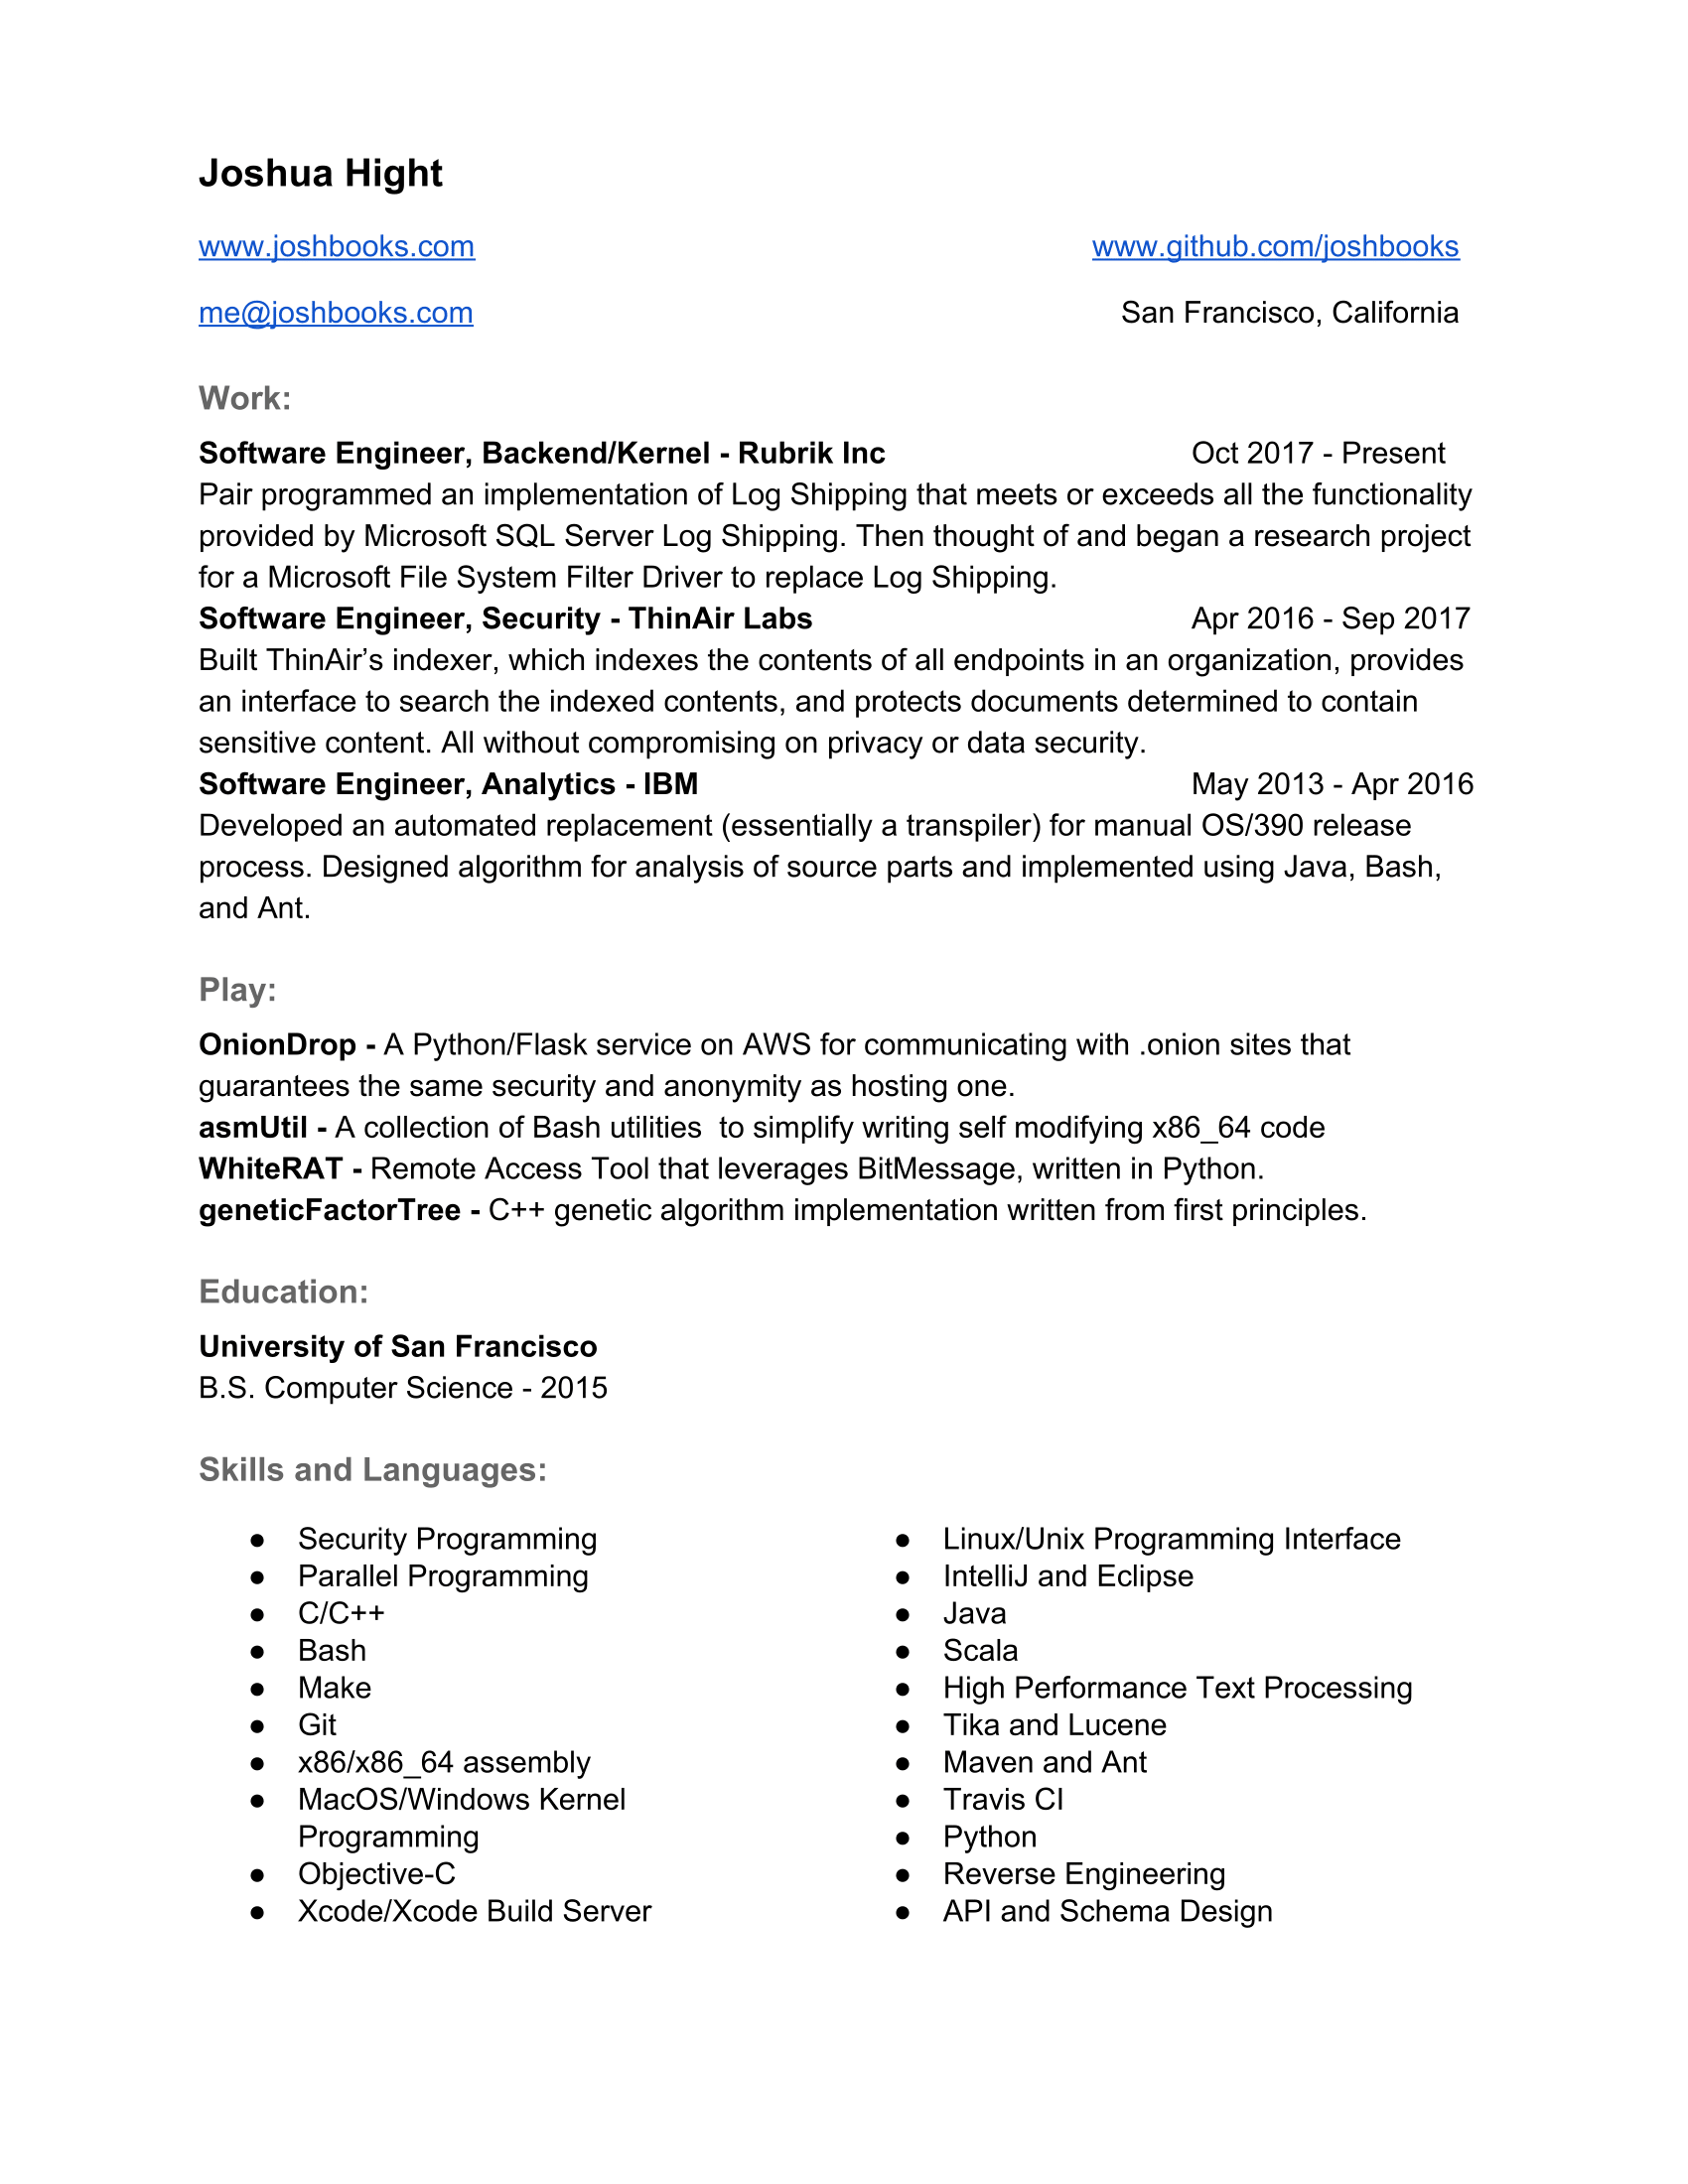 Joshua Hight
www.joshbooks.com www.github.com/joshbooks
me@joshbooks.com San Francisco, California
Work:
Software Engineer, Backend/Kernel - Rubrik Inc Oct 2017 - Present
Pair programmed an implementation of Log Shipping that meets or exceeds all the functionality
provided by Microsoft SQL Server Log Shipping. Then thought of and began a research project
for a Microsoft File System Filter Driver to replace Log Shipping.
Software Engineer, Security - ThinAir Labs Apr 2016 - Sep 2017
Built ThinAir’s indexer, which indexes the contents of all endpoints in an organization, provides
an interface to search the indexed contents, and protects documents determined to contain
sensitive content. All without compromising on privacy or data security.
Software Engineer, Analytics - IBM May 2013 - Apr 2016
Developed an automated replacement (essentially a transpiler) for manual OS/390 release
process. Designed algorithm for analysis of source parts and implemented using Java, Bash,
and Ant.
Play:
OnionDrop - A Python/Flask service on AWS for communicating with .onion sites that
guarantees the same security and anonymity as hosting one.
asmUtil - A collection of Bash utilities  to simplify writing self modifying x86_64 code
WhiteRAT - Remote Access Tool that leverages BitMessage, written in Python.
geneticFactorTree - C++ genetic algorithm implementation written from first principles.
Education:
University of San Francisco
B.S. Computer Science - 2015
Skills and Languages:
● Security Programming
● Parallel Programming
● C/C++
● Bash
● Make
● Git
● x86/x86_64 assembly
● MacOS/Windows Kernel
Programming
● Objective-C
● Xcode/Xcode Build Server
● Linux/Unix Programming Interface
● IntelliJ and Eclipse
● Java
● Scala
● High Performance Text Processing
● Tika and Lucene
● Maven and Ant
● Travis CI
● Python
● Reverse Engineering
● API and Schema Design